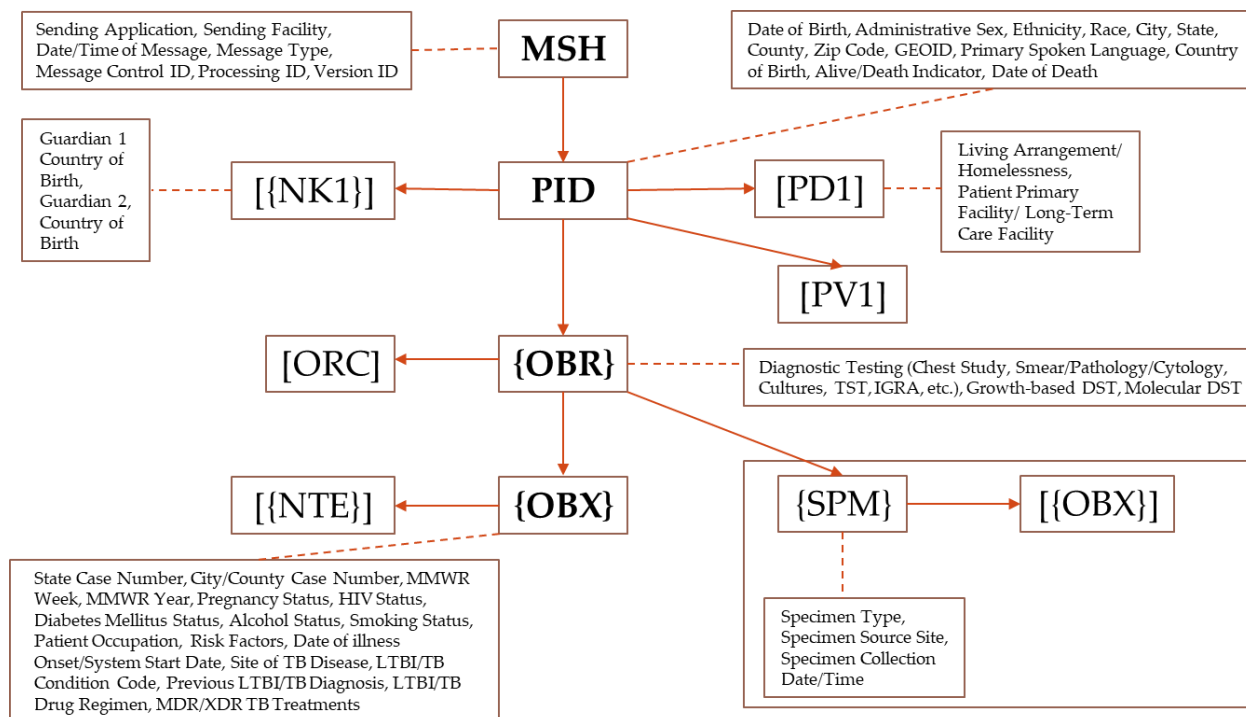 Sending Application, Sending Facility,
Date/Time of Message, Message Type,
Message Control ID, Processing ID, Version ID
MSH
Date of Birth, Administrative Sex, Ethnicity, Race, City, State,
County, Zip Code, GEOID, Primary Spoken Language, Country
of Birth, Alive/Death Indicator, Date of Death
Guardian 1
Country of
Birth,
Guardian 2,
Country of
Birth
[{NK1}]
PID
[PD1]
Living Arrangement/
Homelessness,
Patient Primary
Facility/ Long-Term
Care Facility
[PV1]
[ORC]
{OBR}
Diagnostic Testing (Chest Study, Smear/Pathology/Cytology,
Cultures, TST, IGRA, etc.), Growth-based DST, Molecular DST
[{NTE}]
{OBX}
{SPM}
[{OBX}]
State Case Number, City/County Case Number, MMWR
Week, MMWR Year, Pregnancy Status, HIV Status,
Diabetes Mellitus Status, Alcohol Status, Smoking Status,
Patient Occupation, Risk Factors, Date of illness
Onset/System Start Date, Site of TB Disease, LTBI/TB
Condition Code, Previous LTBI/TB Diagnosis, LTBI/TB
Drug Regimen, MDR/XDR TB Treatments
Specimen Type,
Specimen Source Site,
Specimen Collection
Date/Time